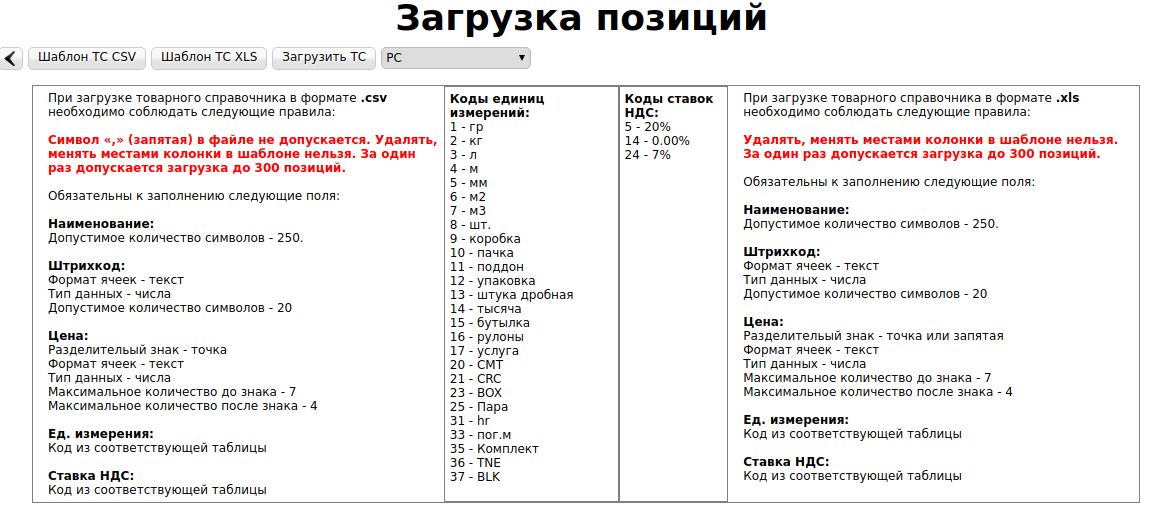 Загрузка позиций
Шаблон ТС CSV
Шаблон ТС XLS
Загрузить ТС
РС
При загрузке товарного справочника в формате .csv
необходимо соблюдать следующие правила:
Символ «,» (запятая) в файле не допускается. Удалять,
менять местами колонки в шаблоне нельзя. За один
раз допускается загрузка до 300 позиций.
Обязательны к заполнению следующие поля:
Наименование:
Допустимое количество символов - 250.
Штрихкод:
Формат ячеек - текст
Тип данных - числа
Допустимое количество символов - 20
Цена:
Разделительый знак - точка
Формат ячеек - текст
Тип данных - числа
Максимальное количество до знака - 7
Максимальное количество после знака - 4
Ед. измерения:
Код из соответствующей таблицы
Ставка НДС:
Код из соответствующей таблицы
Коды единиц
измерений:
1 - гр
2 - кг
3 - л
4 - м
5 - мм
6 - м2
7 - м3
8 - шт.
9 - коробка
10 - пачка
11 - поддон
12 - упаковка
13 - штука дробная
14 - тысяча
15 - бутылка
16 - рулоны
17 - услуга
20 - CMT
21 - CRC
23 - BOX
25 - Пара
31 - hr
33 - пог.м
35 - Комплект
36 - TNE
37 - BLK
Коды ставок
НДС:
5 - 20%
14 - 0.00%
24 - 7%
При загрузке товарного справочника в формате .xls
необходимо соблюдать следующие правила:
Удалять, менять местами колонки в шаблоне нельзя.
За один раз допускается загрузка до 300 позиций.
Обязательны к заполнению следующие поля:
Наименование:
Допустимое количество символов - 250.
Штрихкод:
Формат ячеек - текст
Тип данных - числа
Допустимое количество символов - 20
Цена:
Разделительый знак - точка или запятая
Формат ячеек - текст
Тип данных - числа
Максимальное количество до знака - 7
Максимальное количество после знака - 4
Ед. измерения:
Код из соответствующей таблицы
Ставка НДС:
Код из соответствующей таблицы